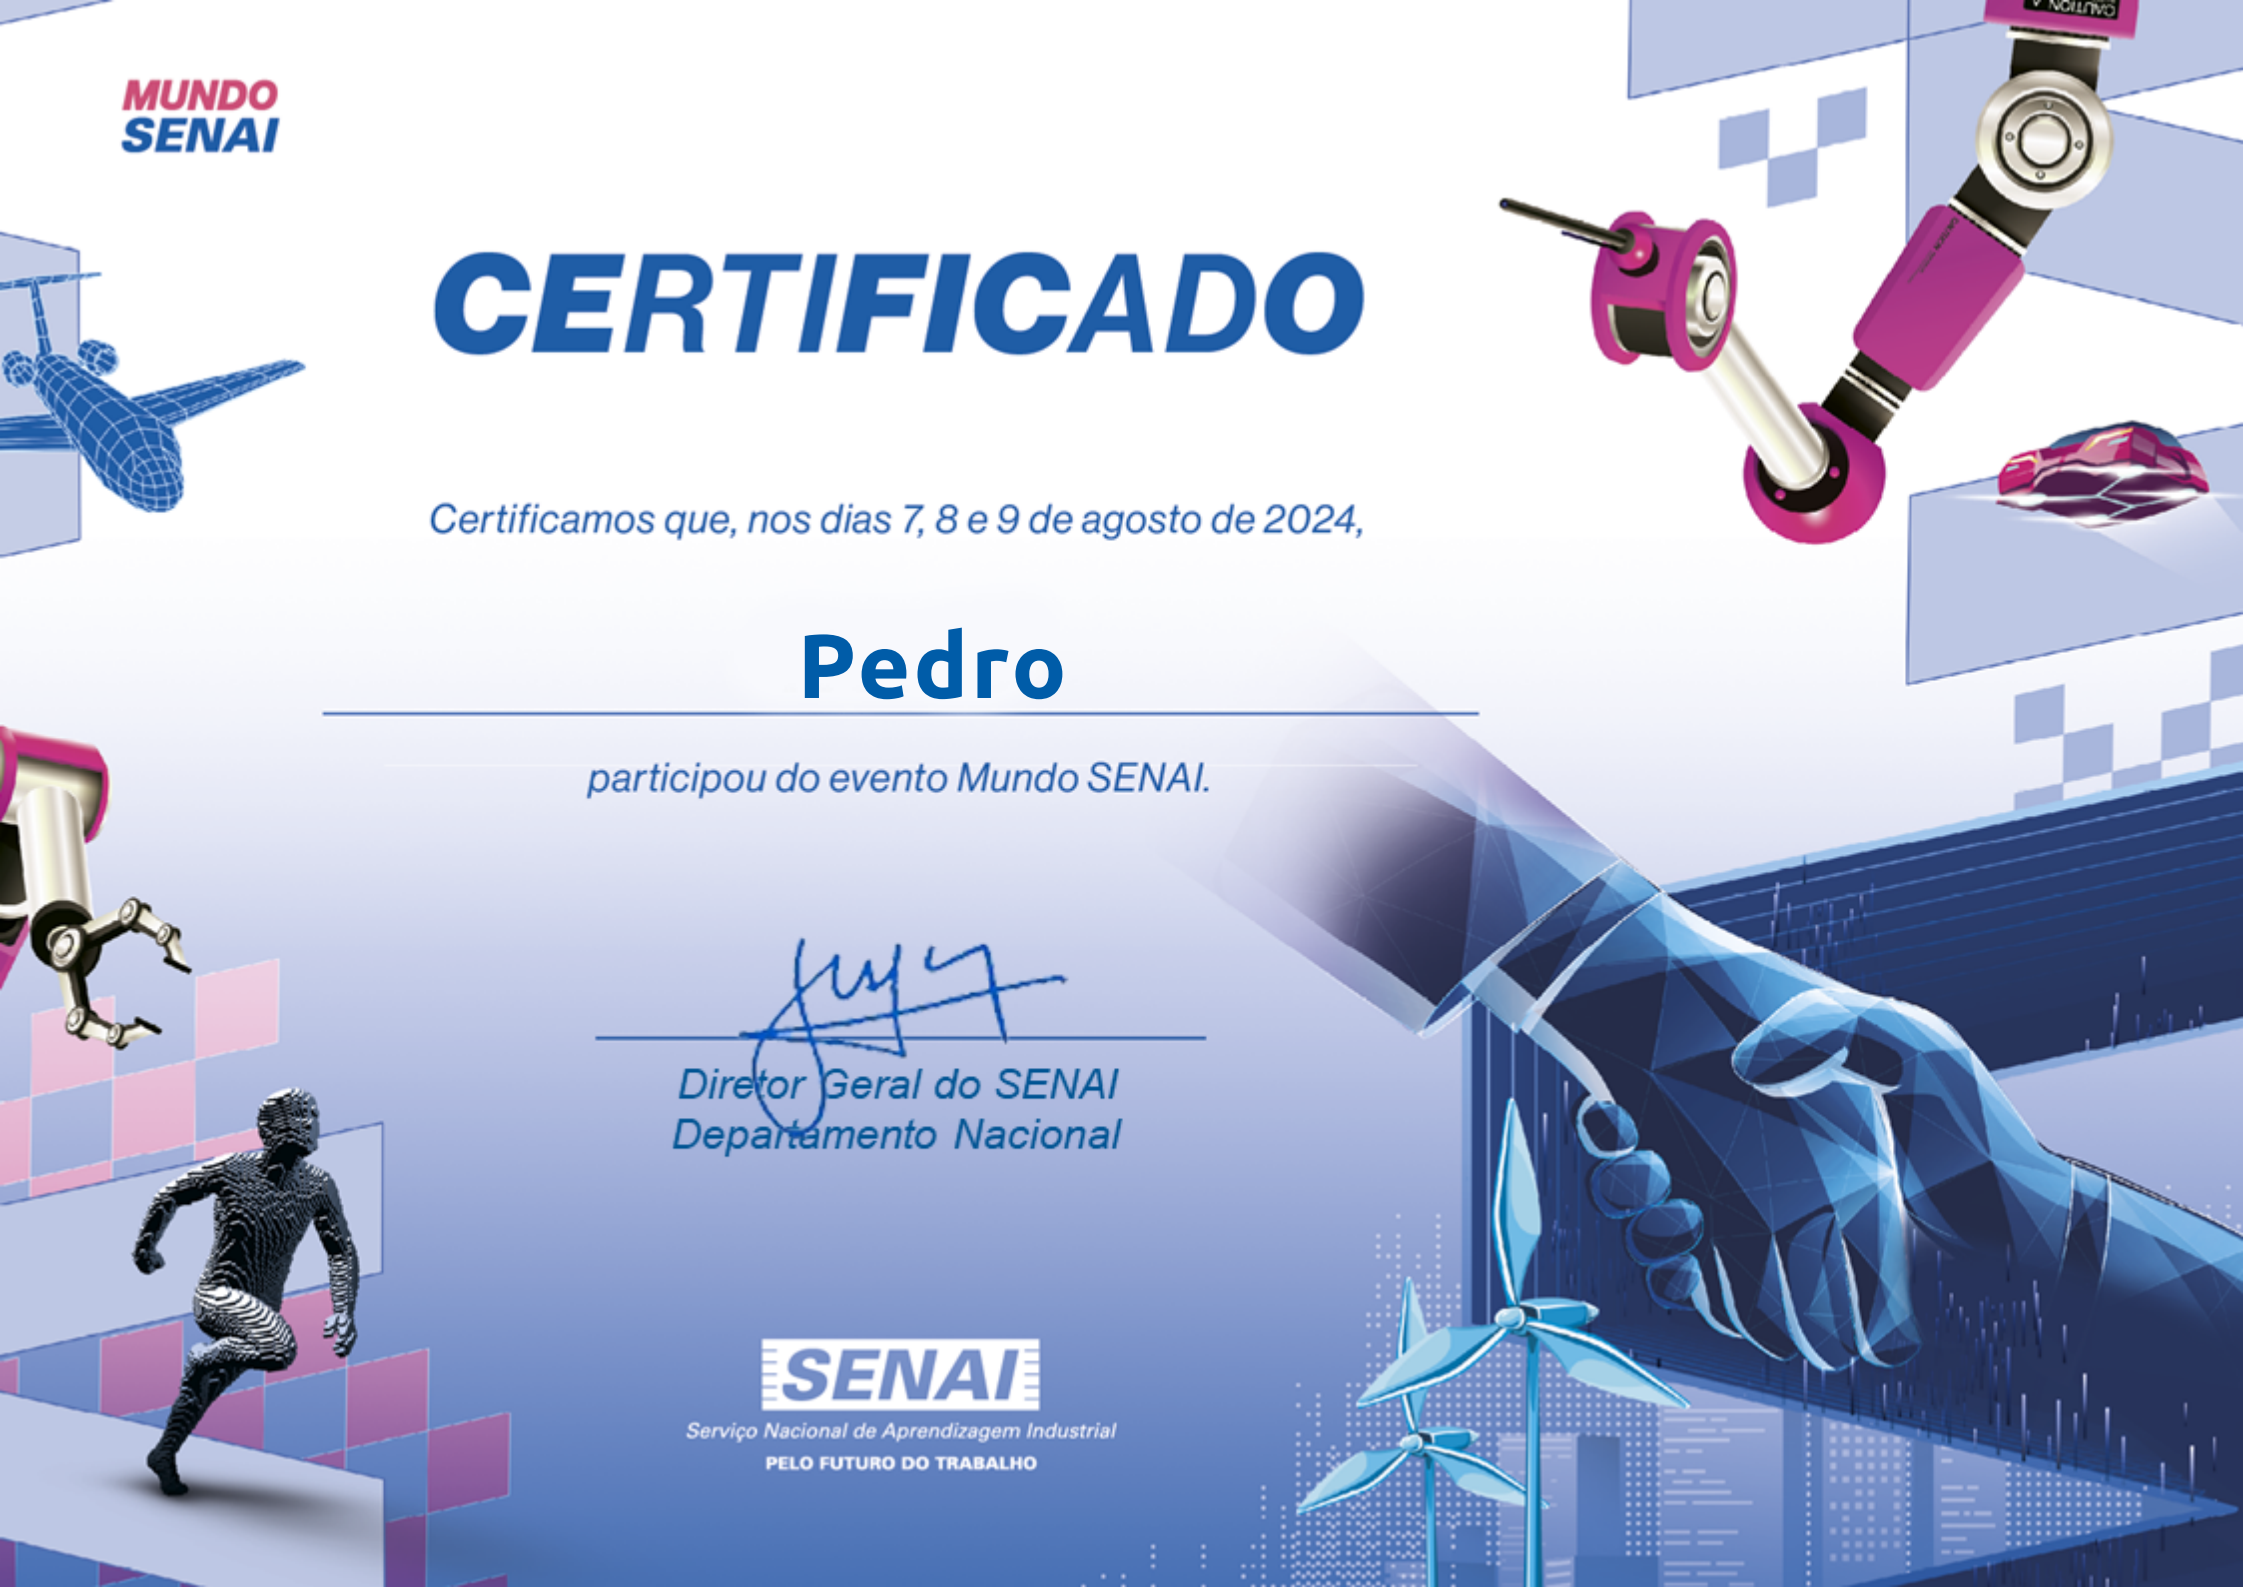 CAUTION
MUNDO
SENAI
CERTIFICADO
Certificamos que, nos dias 7, 8 e 9 de agosto de 2024,
Pedro
participou do evento Mundo SENAI.
Diretor Geral do SENAI
Departamento Nacional
SENAI
Serviço Nacional de Aprendizagem Industrial
PELO FUTURO DO TRABALHO